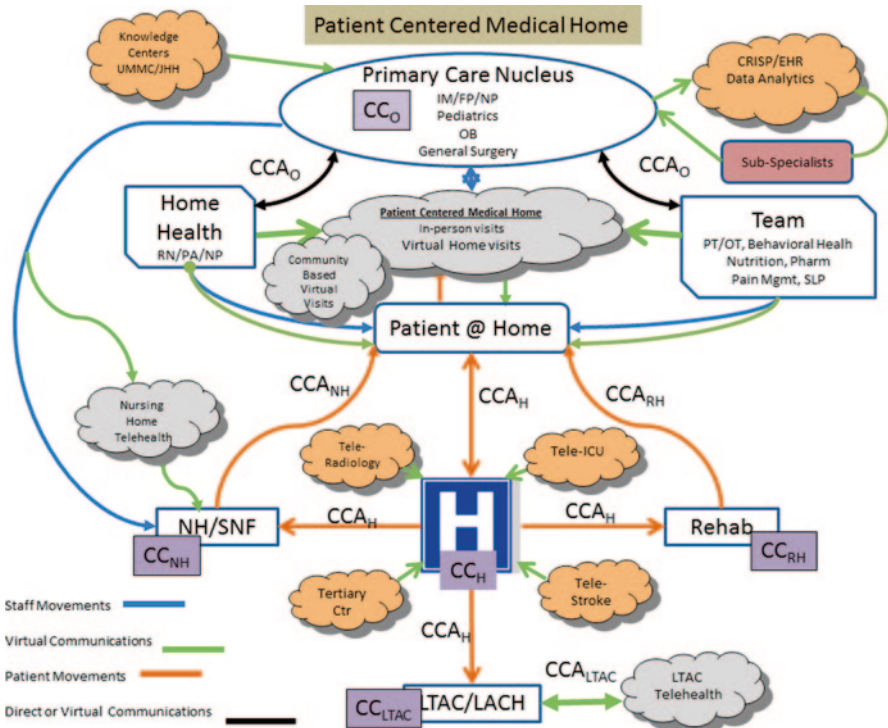 Patient Centered Medical Home
Knowledge
Centers
UMMC/JHH
Primary Care Nucleus
CCO
IM/FP/NP
Pediatrics
OB
General Surgery
CRISP/EHR
Data Analytics
Sub-Specialists
CCAO
CCAO
Home
Health
RN/PA/NP
Patient Centered Medical Home
In-person visits
Virtual Home visits
Community
Based
Virtual
Visits
Team
PT/OT, Behavioral Healh
Nutrition, Pharm
Pain Mgmt, SLP
Patient @ Home
CCANH
CCAH
CCARH
Nursing
Home
Telehealth
Tele-
Radiology
Tele-ICU
NH/SNF
CCNH
CCAH
H
CCH
CCAH
Rehab
CCRH
Tertiary
Ctr
Tele-
Stroke
CCAH
Staff Movements
Virtual Communications
Patient Movements
Director Virtual Communications
CCLTAC
LTAC/LACH
CCALTAC
LTAC
Telehealth